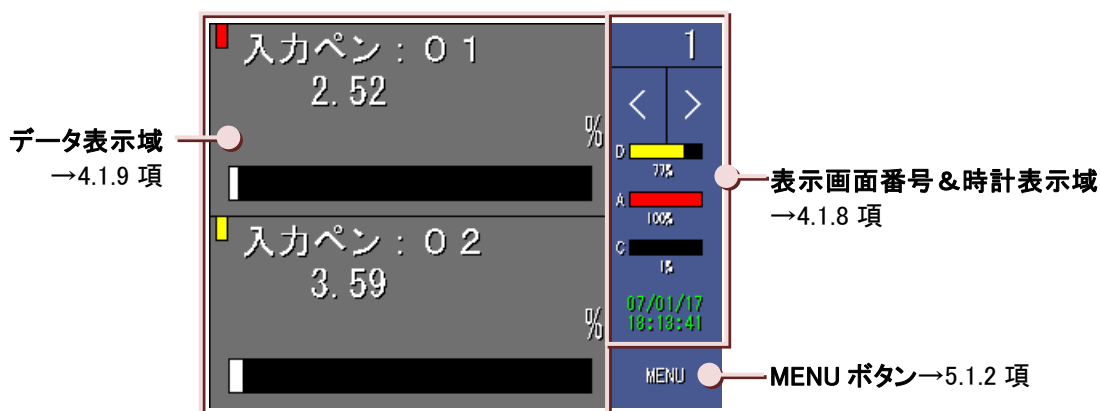 データ表示域
→4.1.9 項
入力ペン：０１
2.52
%
入力ペン：０２
3.59
%
1
< >
D
77%
A
100%
C
1%
07/01/17
18:13:41
MENU
表示画面番号＆時計表示域
→4.1.8 項
MENU ボタン→5.1.2 項